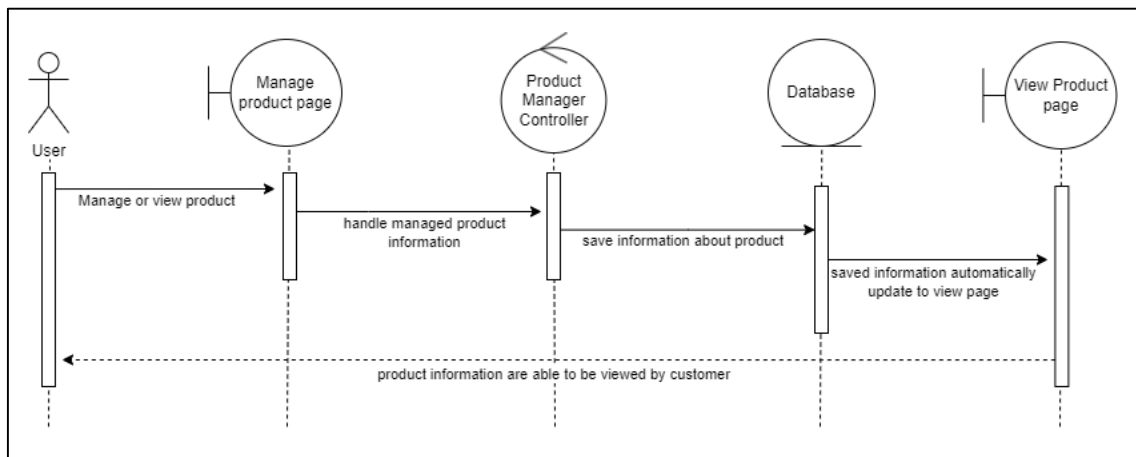 Manage
product page
Product
Manager
Controller
Database
View Product
page
User
Manage or view product
handle managed product
information
save information about product
saved information automatically
update to view page
product information are able to be viewed by customer